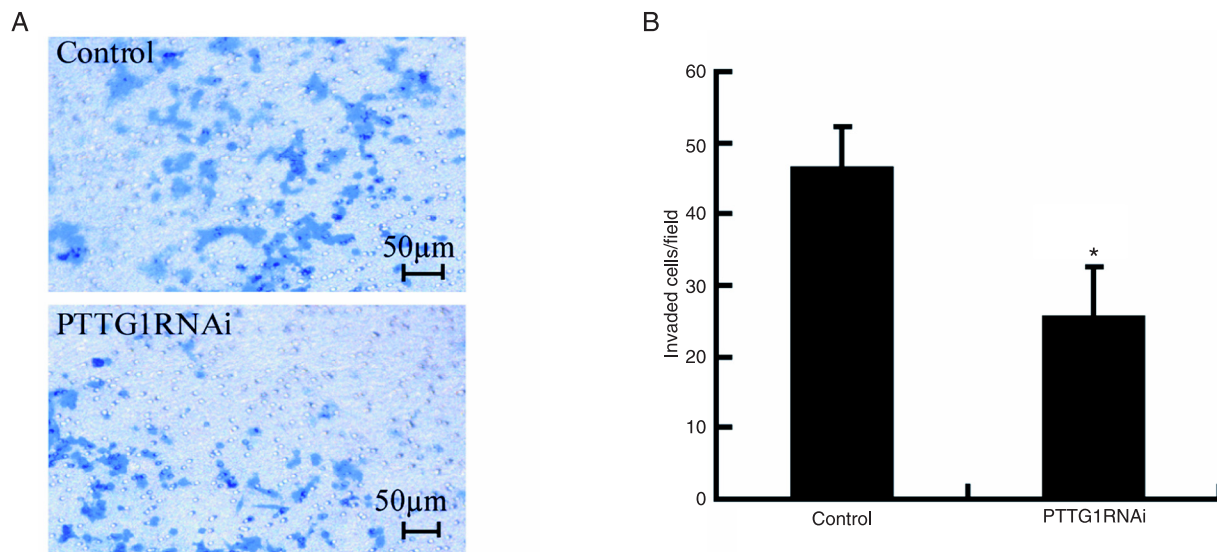 A
Control
50µm
PTTG1RNAi
50µm
B
Invaded cells/field
60
50
40
30
20
10
0
*
Control
PTTG1RNAi